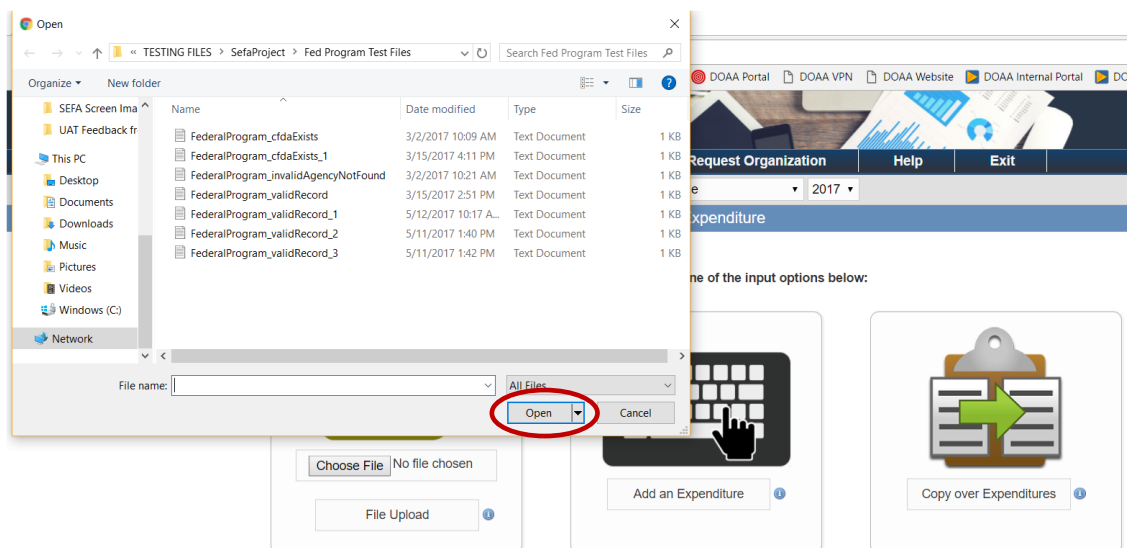 Open
« TESTING FILES > SefaProject > Fed Program Test Files
Search Fed Program Test Files
Organize
New folder
SEFA Screen Ima
UAT Feedback fr
This PC
Desktop
Documents
Downloads
Music
Pictures
Videos
Windows (C:)
Network
Name Date modified Type Size
FederalProgram_cfdaExists 3/2/2017 10:09 AM Text Document 1 KB
FederalProgram_cfdaExists_1 3/15/2017 4:11 PM Text Document 1 KB
FederalProgram_invalidAgencyNotFound 3/2/2017 10:21 AM Text Document 1 KB
FederalProgram_validRecord 3/15/2017 2:51 PM Text Document 1 KB
FederalProgram_validRecord_1 5/12/2017 10:17 A... Text Document 1 KB
FederalProgram_validRecord_2 5/11/2017 1:40 PM Text Document 1 KB
FederalProgram_validRecord_3 5/11/2017 1:42 PM Text Document 1 KB
File name:
All Files
Open
Cancel
DOAA Portal DOAA VPN DOAA Website DOAA Internal Portal DO
Request Organization Help Exit
e 2017
xpenditure
ne of the input options below:
Choose File No file chosen
File Upload
Add an Expenditure
Copy over Expenditures